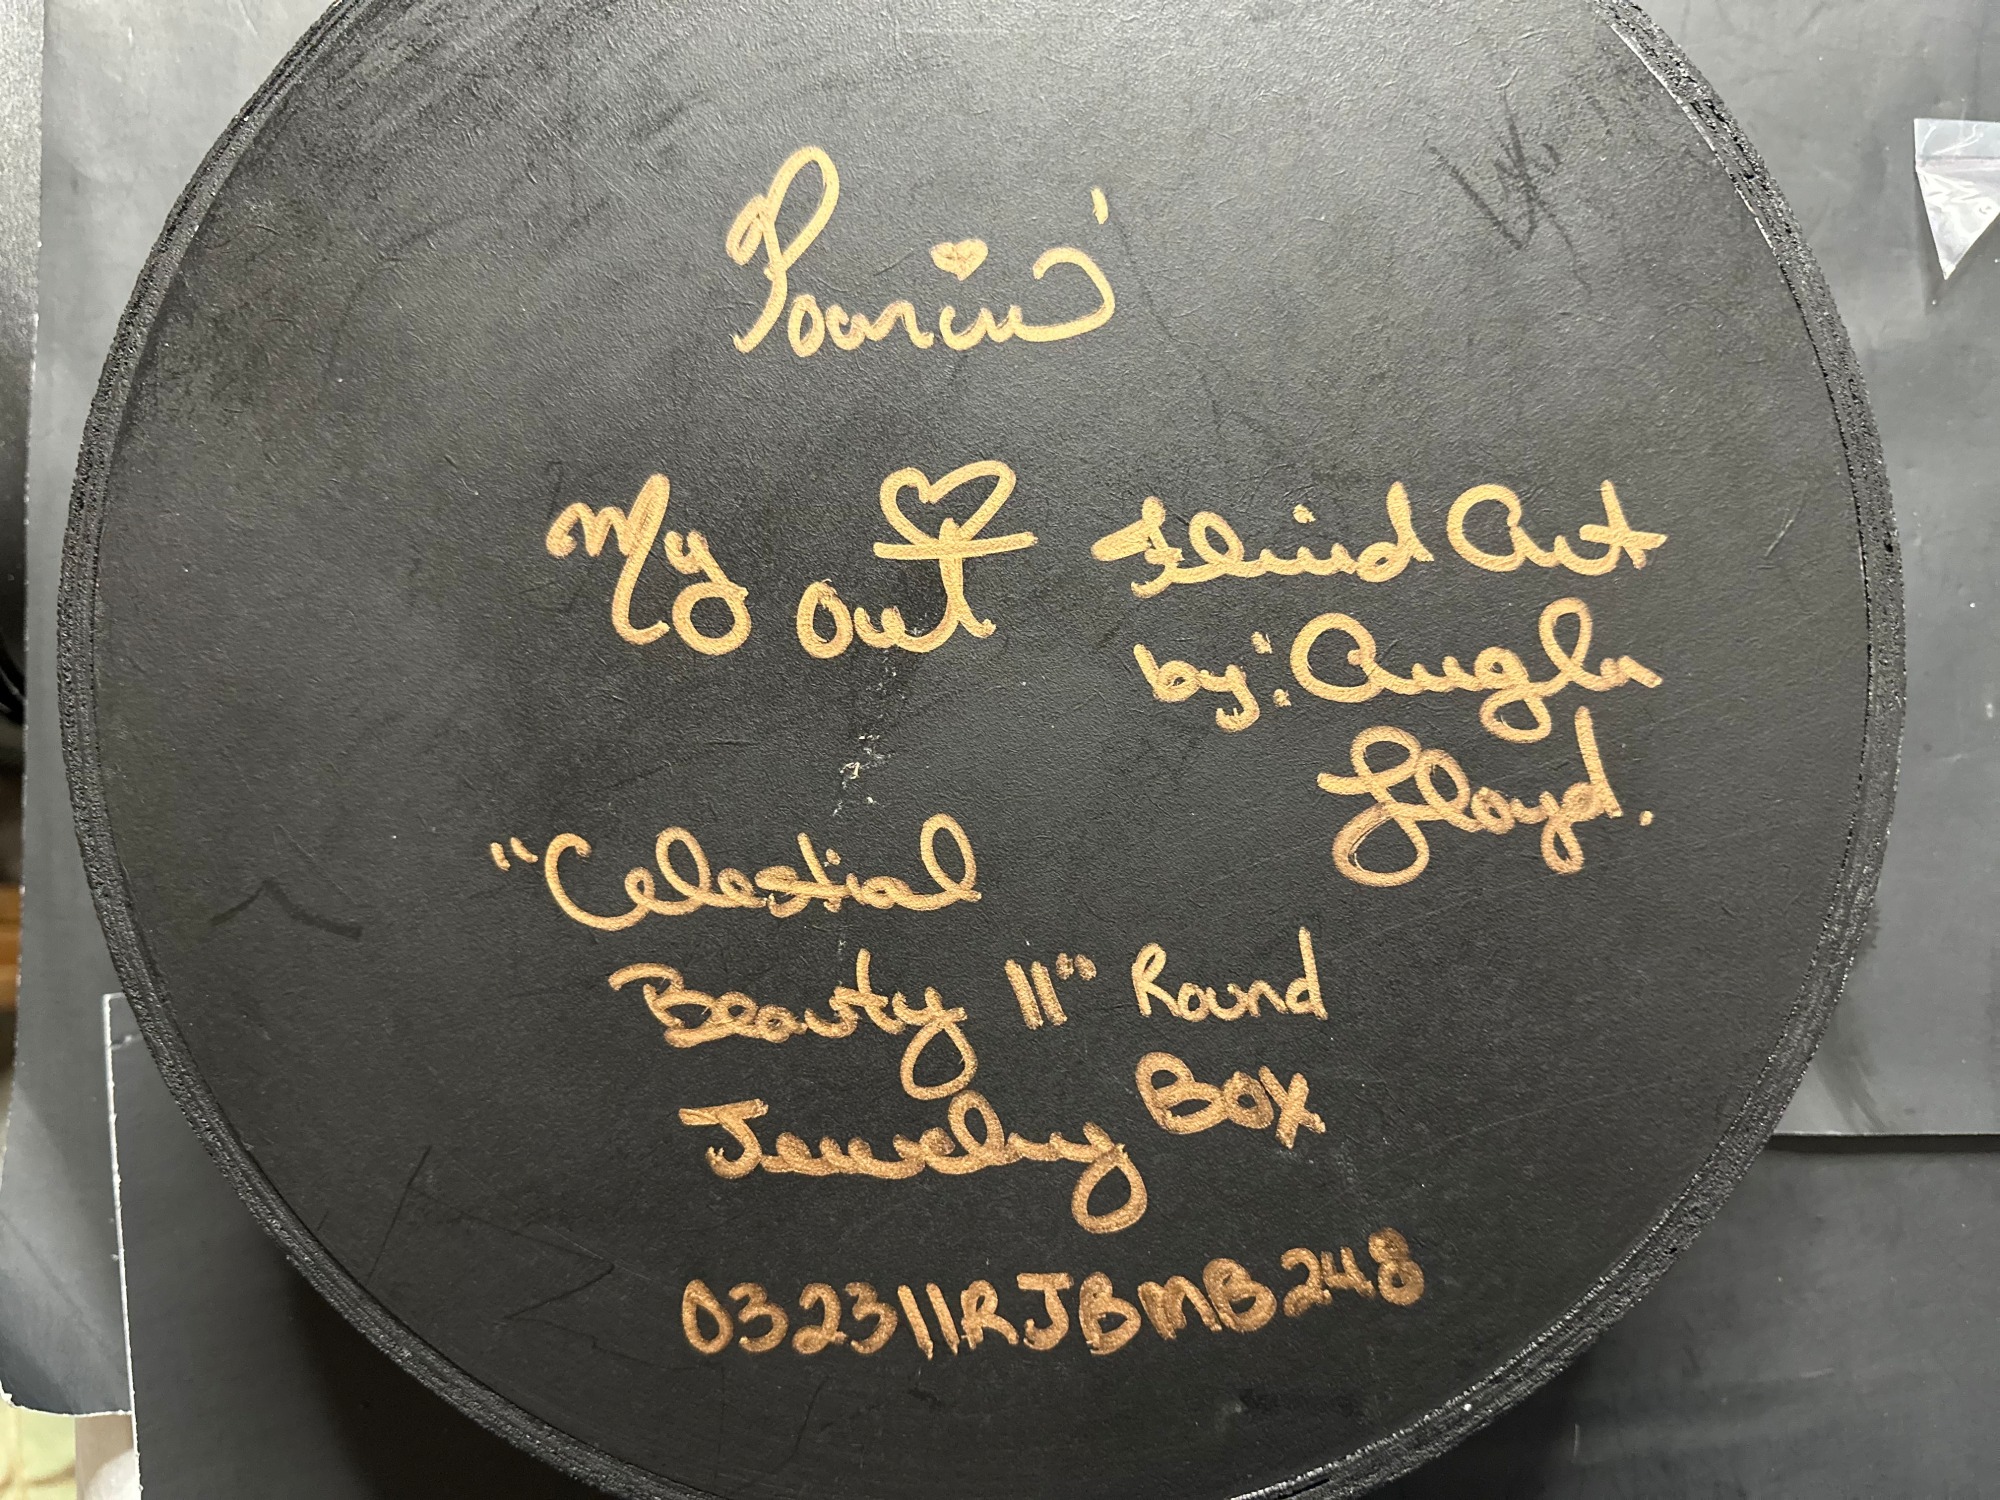 Pourin'
My ♡ out
Fluid Art
by: Angela
Lloyd.
"Celestial
Beauty 11" Round
Jewelry Box
032311RJBMB248